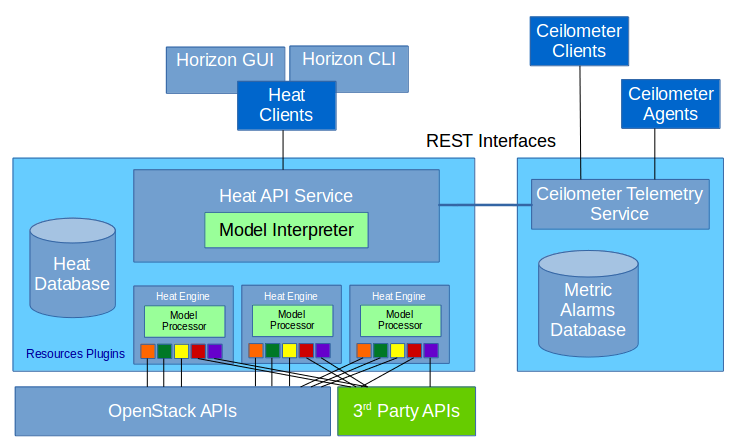 Horizon GUI
Horizon CLI
Heat
Clients
Ceilometer
Clients
Ceilometer
Agents
REST Interfaces
Heat API Service
Model Interpreter
Ceilometer Telemetry
Service
Heat
Database
Metric
Alarms
Database
Heat Engine
Model
Processor
Heat Engine
Model
Processor
Heat Engine
Model
Processor
Resources Plugins
OpenStack APIs
3rd Party APIs